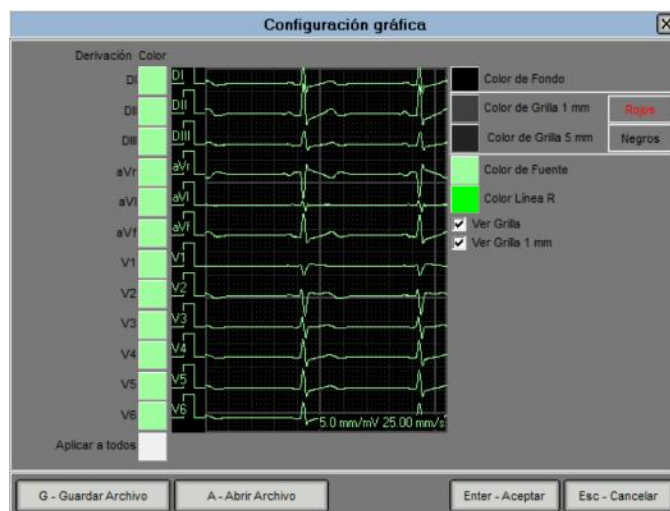 Configuración gráfica
Derivación Color
DI
DII
DIII
aVr
aVl
aVf
V1
V2
V3
V4
V5
V6
Aplicar a todos
DI
DII
DIII
aVr
aVl
aVf
V1
V2
V3
V4
V5
V6
5.0 mm/mV 25.00 mm/s
Color de Fondo
Color de Grilla 1 mm Rojos
Color de Grilla 5 mm Negros
Color de Fuente
Color Línea R
Ver Grilla
Ver Grilla 1 mm
G - Guardar Archivo A - Abrir Archivo Enter - Aceptar Esc - Cancelar